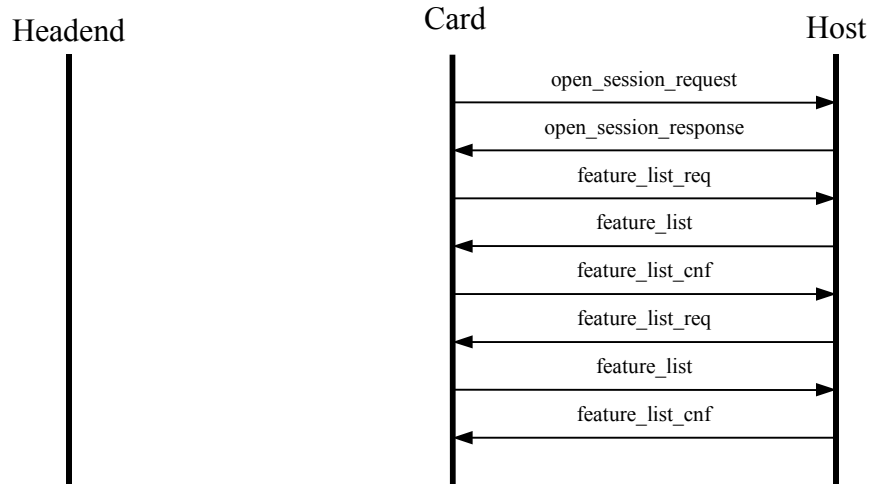 Headend
Card
Host
open_session_request
open_session_response
feature_list_req
feature_list
feature_list_cnf
feature_list_req
feature_list
feature_list_cnf